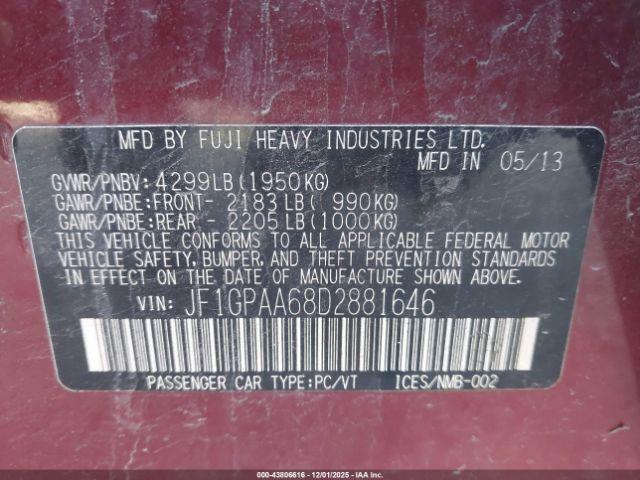 MFD BY FUJI HEAVY INDUSTRIES LTD.
MFD IN 05/13
GVWR/PNBV: 4299LB(1950KG)
GAWR/PNBE:FRONT- 2183LB( 990KG)
GAWR/PNBE:REAR - 2205LB(1000KG)
THIS VEHICLE CONFORMS TO ALL APPLICABLE FEDERAL MOTOR
VEHICLE SAFETY, BUMPER, AND THEFT PREVENTION STANDARDS
IN EFFECT ON THE DATE OF MANUFACTURE SHOWN ABOVE.
VIN: JF1GPAA68D2881646
PASSENGER CAR TYPE:PC/VT ICES/NMB-002
000-43806616 - 12/01/2025 - IAA Inc.